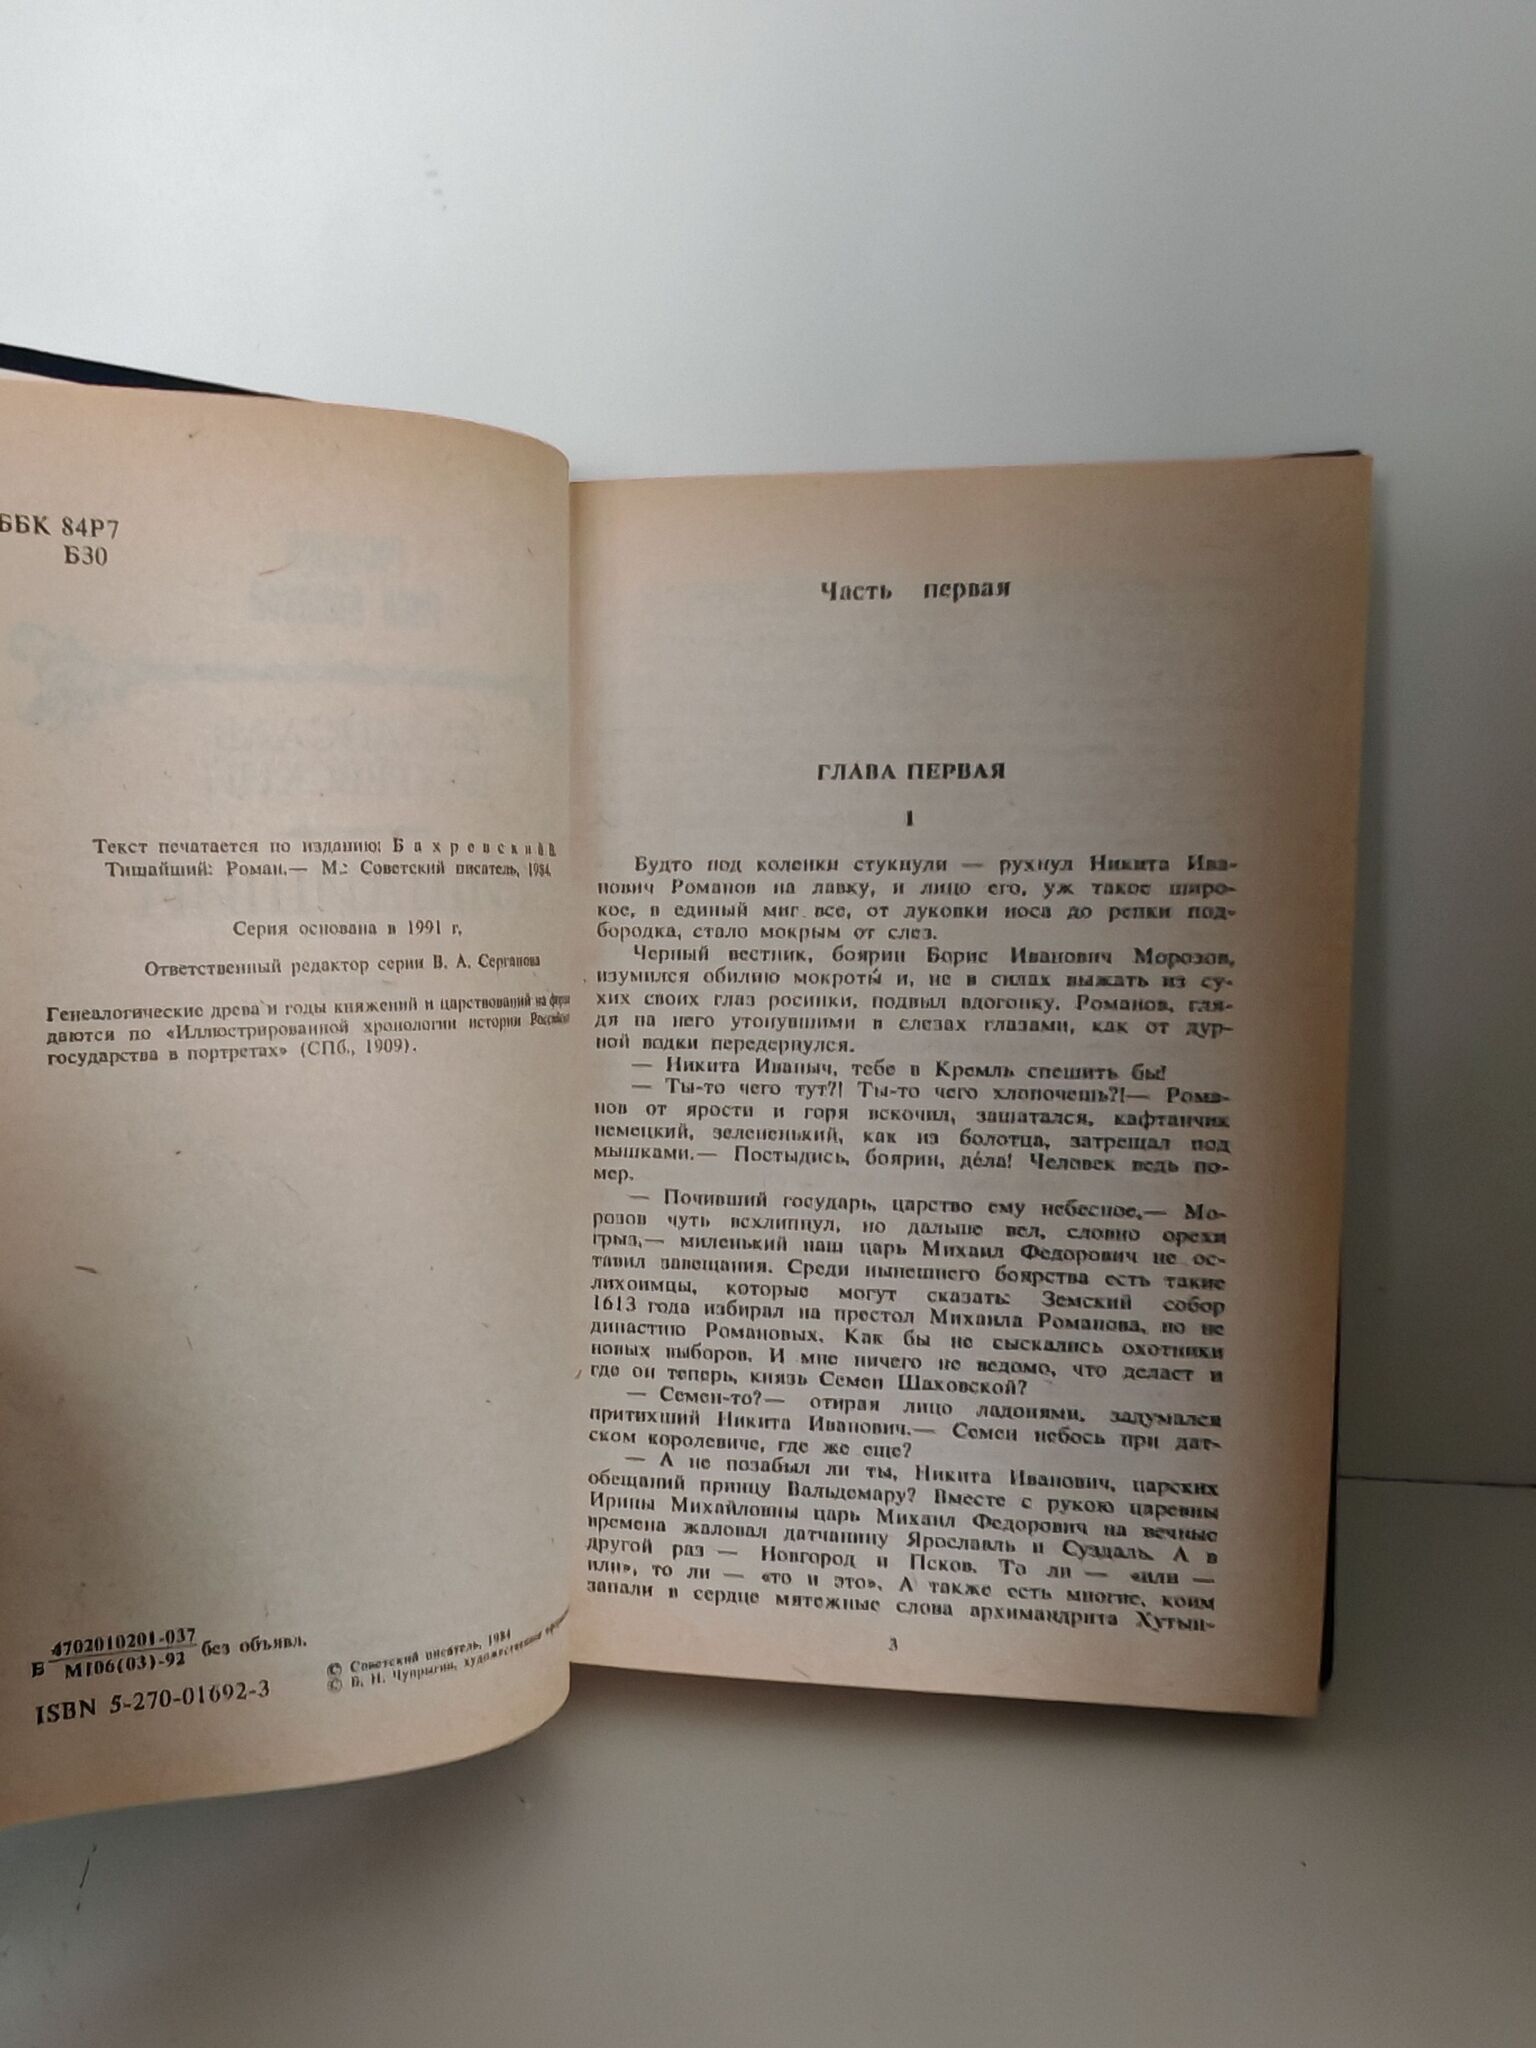 ББК 84Р7
Б30
Текст печатается по изданию: Бахревский В.
Тишайший: Роман.— М.: Советский писатель, 1984.
Серия основана в 1991 г.
Ответственный редактор серии В. А. Серганова
Генеалогические древа и годы княжений и царствований на
даются по «Иллюстрированной хронологии истории
государства в портретах» (СПб., 1909).
Б 4702010201-037 без объявл.
М106(03)-92
ISBN 5-270-01692-3
© Советский писатель, 1984
© В. Н. Чупрыгин, художественное
Часть первая
ГЛАВА ПЕРВАЯ
1
Будто под коленки стукнули — рухнул Никита Ива-
нович Романов на лавку, и лицо его, уж такое широ-
кое, в единый миг все, от луковки носа до репки под-
бородка, стало мокрым от слез.
Черный вестник, боярин Борис Иванович Морозов,
изумился обилию мокроты́ и, не в силах выжать из су-
хих своих глаз росинки, подвыл вдогонку. Романов, гля-
дя на него утонувшими в слезах глазами, как от дур-
ной водки передернулся.
— Никита Иваныч, тебе в Кремль спешить бы!
— Ты-то чего тут?! Ты-то чего хлопочешь?!— Рома-
нов от ярости и горя вскочил, зашатался, кафтанчик
немецкий, зелененький, как из болотца, затрещал под
мышками.— Постыдись, боярин, де́ла! Человек ведь по-
мер.
— Почивший государь, царство ему небесное,— Мо-
розов чуть всхлипнул, но дальше вел, словно орехи
грыз,— миленький наш царь Михаил Федорович не ос-
тавил завещания. Среди нынешнего боярства есть такие
лихоимцы, которые могут сказать: Земский собор
1613 года избирал на престол Михаила Романова, но не
династию Романовых. Как бы не сыскались охотники
новых выборов. И мне ничего не ведомо, что делает и
где он теперь, князь Семен Шаховской?
— Семен-то?— отирая лицо ладонями, задумался
притихший Никита Иванович.— Семен небось при дат-
ском королевиче, где же еще?
— А не позабыл ли ты, Никита Иванович, царских
обещаний принцу Вальдемару? Вместе с рукою царевны
Ирины Михайловны царь Михаил Федорович на вечные
времена жаловал датчанину Ярославль и Суздаль. А в
другой раз — Новгород и Псков. То ли — «или —
или», то ли — «то и это». А также есть многие, коим
запали в сердце мятежные слова архимандрита Хутын-
3